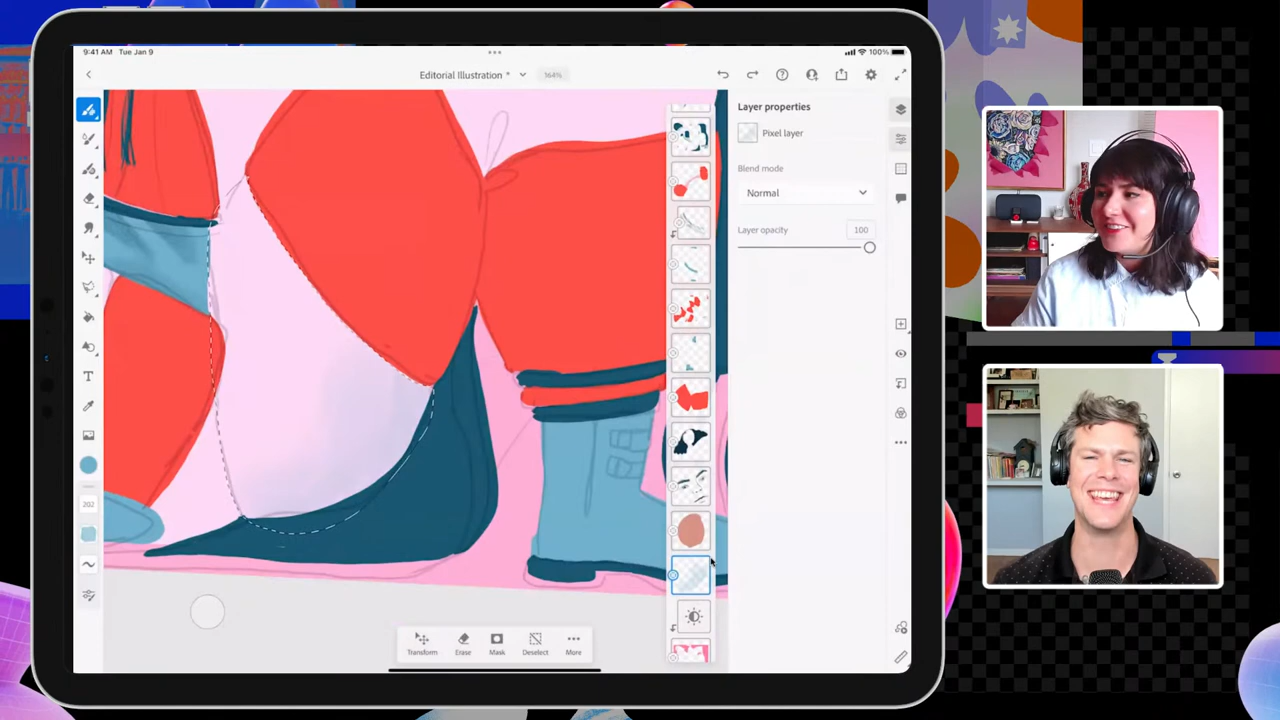 9:41 AM Tue Jan 9
100%
Editorial Illustration *
164%
Layer properties
Pixel layer
Blend mode
Normal
Layer opacity
100
T
202
Transform
Erase
Mask
Deselect
More